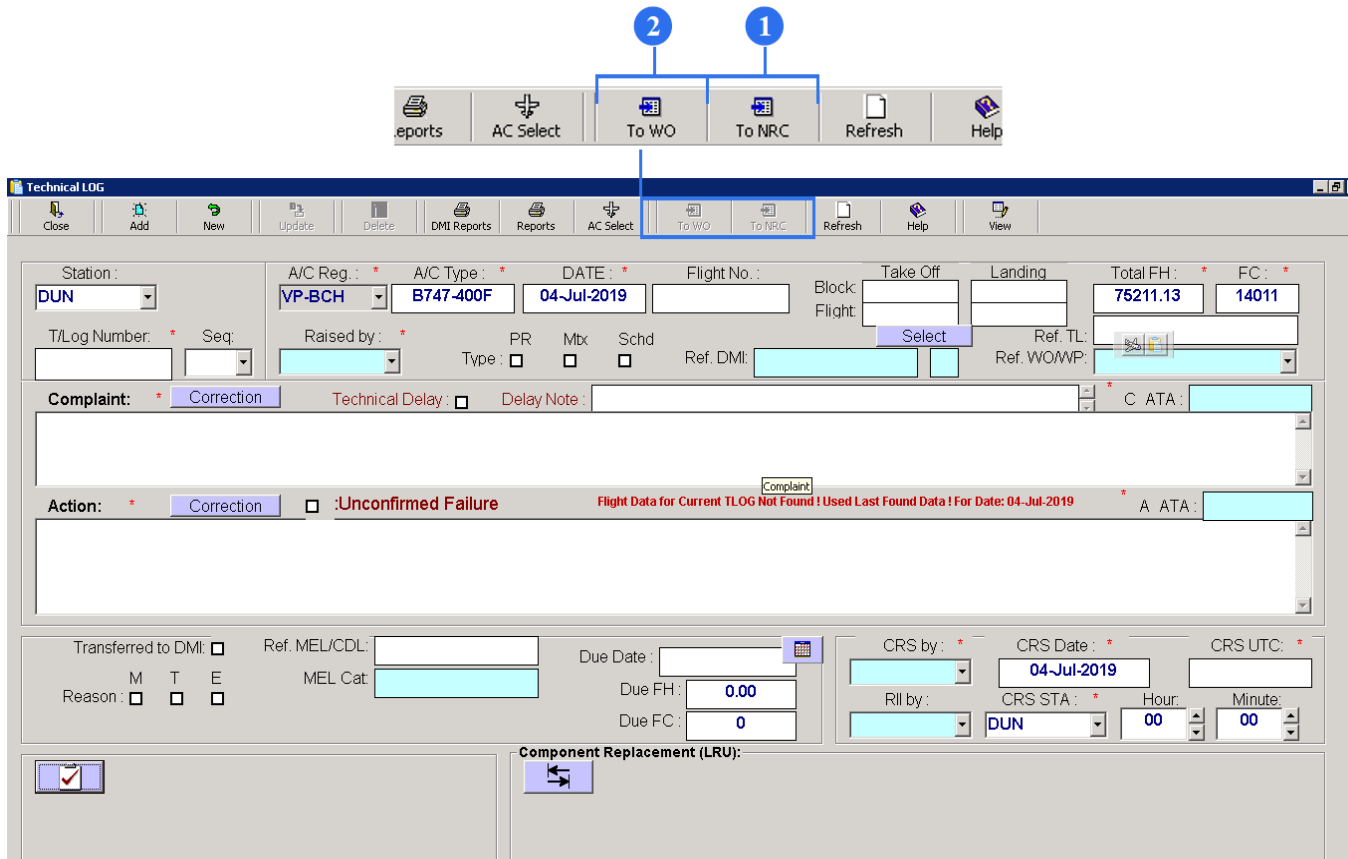 2 1
eports AC Select To WO To NRC Refresh Help
Technical LOG
Close Add New Update Delete DMI Reports Reports AC Select To WO To NRC Refresh Help View
Station : A/C Reg. : * A/C Type : * DATE : * Flight No. : Take Off Landing Total FH : * FC : *
DUN VP-BCH B747-400F 04-Jul-2019 Block: 75211.13 14011
Flight:
T/Log Number: * Seq: Raised by : * PR Mtx Schd Select Ref. TL:
Type : Ref. DMI: Ref. WO/WP:
Complaint: * Correction Technical Delay : Delay Note : * C ATA :
Complaint
Action: * Correction :Unconfirmed Failure Flight Data for Current TLOG Not Found ! Used Last Found Data ! For Date: 04-Jul-2019 * A ATA :
Transferred to DMI: Ref. MEL/CDL: Due Date : CRS by : * CRS Date : * CRS UTC: *
04-Jul-2019
M T E MEL Cat:
Reason : Due FH : 0.00 RII by : CRS STA : * Hour: Minute:
Due FC : 0 DUN 00 00
Component Replacement (LRU):